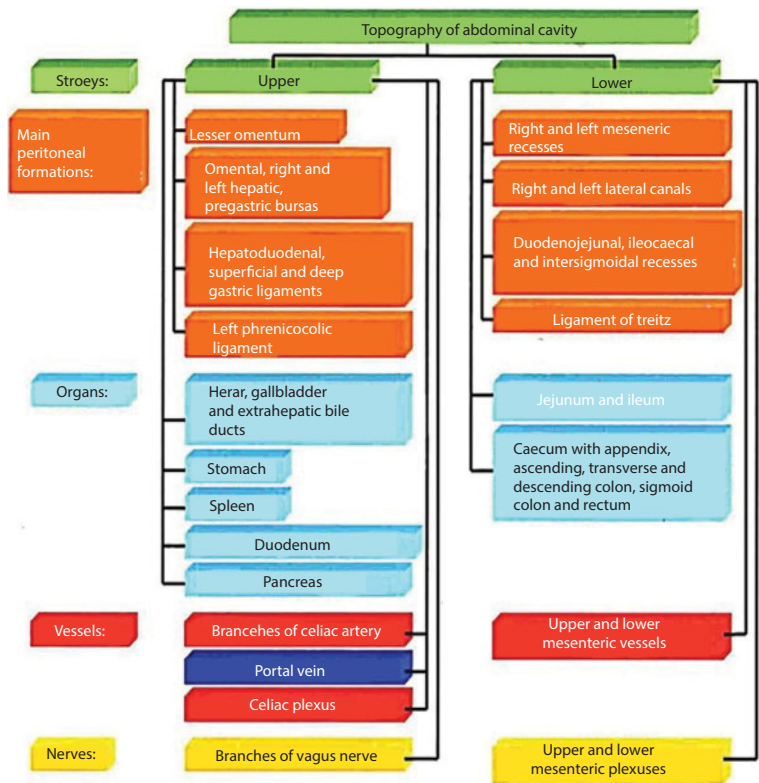 Topography of abdominal cavity
Stroeys:
Upper
Lower
Main
peritoneal
formations:
Lesser omentum
Omental, right and
left hepatic,
pregastric bursas
Hepatoduodenal,
superficial and deep
gastric ligaments
Left phrenicocolic
ligament
Right and left meseneric
recesses
Right and left lateral canals
Duodenojejunal, ileocaecal
and intersigmoidal recesses
Ligament of treitz
Organs:
Herar, gallbladder
and extrahepatic bile
ducts
Stomach
Spleen
Duodenum
Pancreas
Jejunum and ileum
Caecum with appendix,
ascending, transverse and
descending colon, sigmoid
colon and rectum
Vessels:
Brancehes of celiac artery
Portal vein
Celiac plexus
Upper and lower
mesenteric vessels
Nerves:
Branches of vagus nerve
Upper and lower
mesenteric plexuses